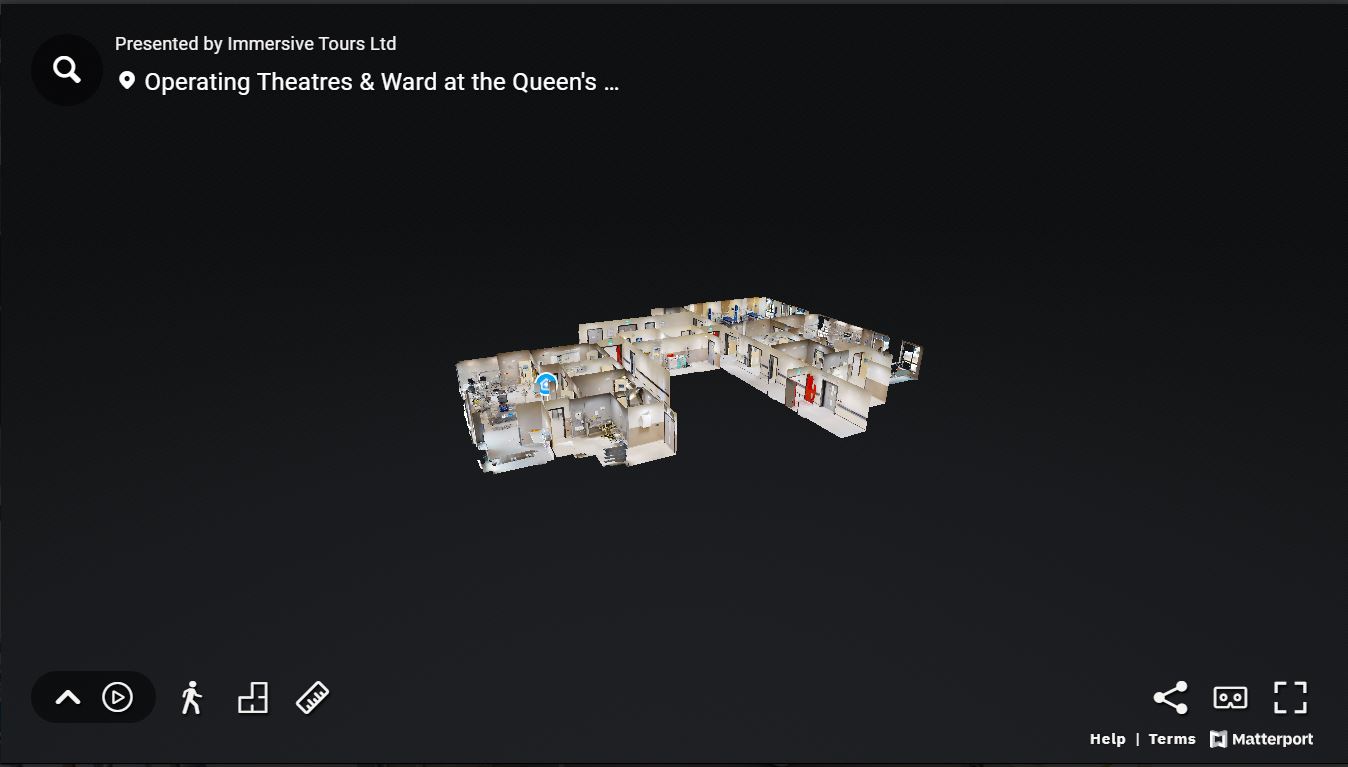 Presented by Immersive Tours Ltd
Operating Theatres & Ward at the Queen's ...
Help | Terms Matterport